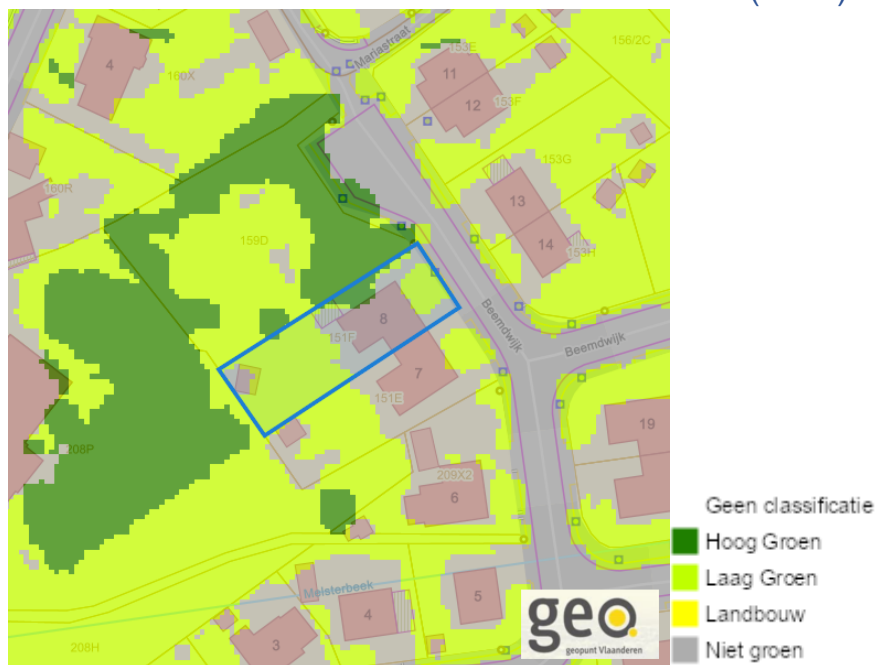 Mariastraat
153E
156/2C
4
160X
11
12
153F
153G
160R
13
14
153H
159D
Beemdwijk
8
151F
Beemdwijk
7
151E
19
208P
209X2
6
Meisterbeek
4
5
3
208H
geo
geopunt Vlaanderen
Geen classificatie
Hoog Groen
Laag Groen
Landbouw
Niet groen